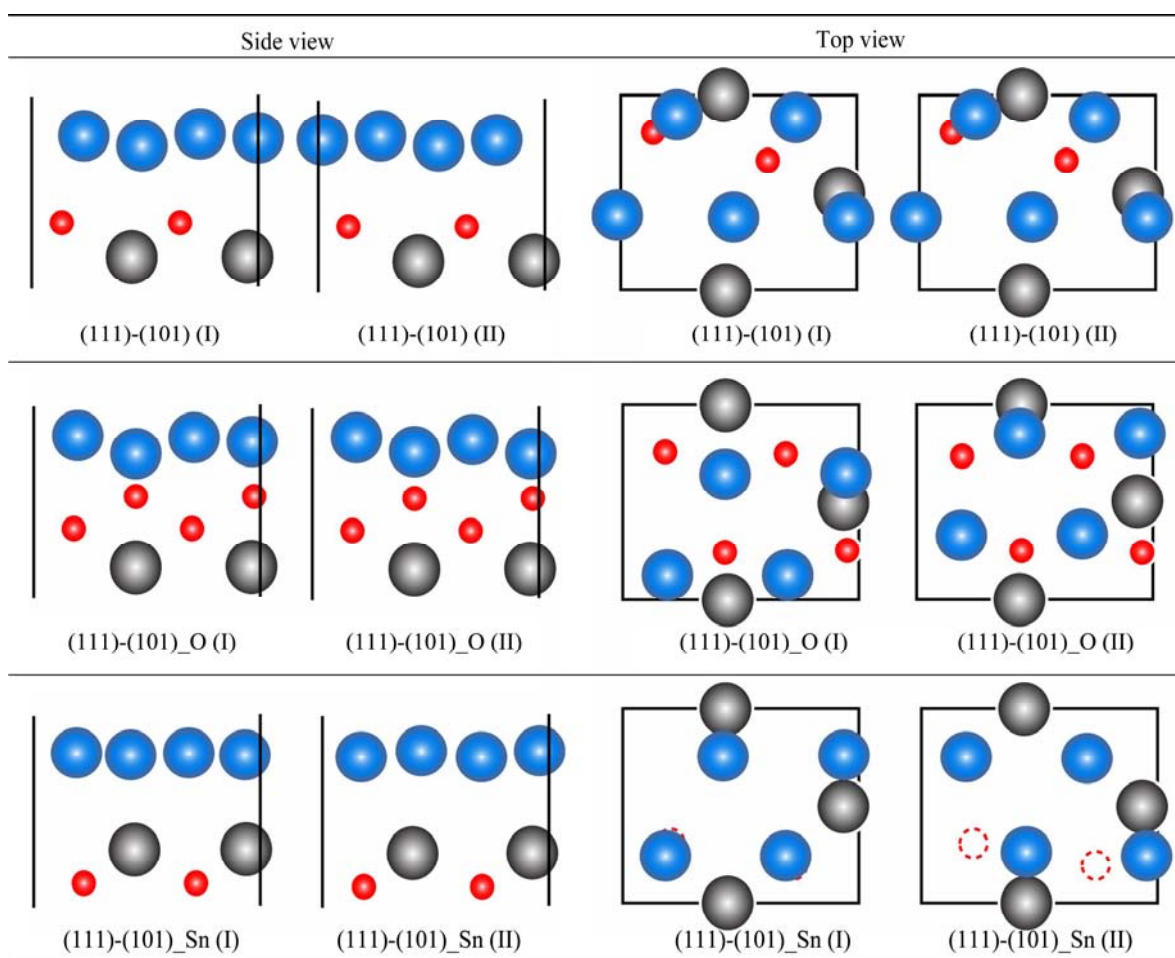 Side view Top view
(111)-(101) (I) (111)-(101) (II) (111)-(101) (I) (111)-(101) (II)
(111)-(101)_O (I) (111)-(101)_O (II) (111)-(101)_O (I) (111)-(101)_O (II)
(111)-(101)_Sn (I) (111)-(101)_Sn (II) (111)-(101)_Sn (I) (111)-(101)_Sn (II)